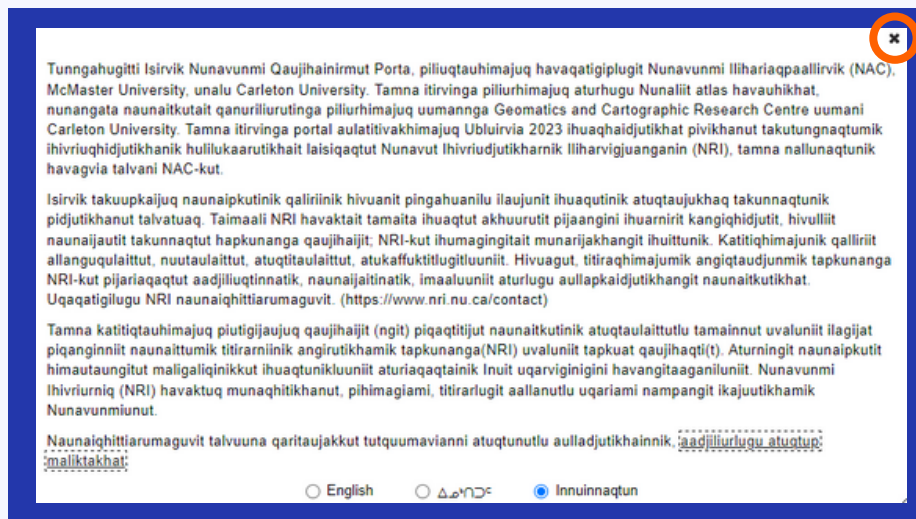 Tunngahugitti Isirvik Nunavunmi Qaujihainirmut Porta, piliuqtauhimajuq havaqatigiplugit Nunavunmi Ilihariaqpaallirvik (NAC),
McMaster University, unalu Carleton University. Tamna itirvinga piliurhimajuq aturhugu Nunaliit atlas havauhikhat,
nunangata naunaitkutait qanuriliurutinga piliurhimajuq uumannga Geomatics and Cartographic Research Centre uumani
Carleton University. Tamna itirvinga portal aulatitivakhimajuq Ubluirvia 2023 ihuaqhaidjutikhat pivikhanut takutungnaqtumik
ihivriuqhidjutikhanik hulilukaarutikhait laisiqaqtut Nunavut Ihivriudjutikharnik Iliharvigjuanganin (NRI), tamna nallunaqtunik
havagvia talvani NAC-kut.
Isirvik takuupkaijuq naunaipkutinik qaliriinik hivuanit pingahuanilu ilaujunit ihuaqutinik atuqtaujukhaq takunnaqtunik
pidjutikhanut talvatuaq. Taimaali NRI havaktait tamaita ihuaqtut akhuurutit pijaangini ihuarnirit kangiqhidjutit, hivulliit
naunaijautit takunnaqtut hapkunanga qaujihaijit; NRI-kut ihumagingitait munarijakhangit ihuittunik. Katitiqhimajunik qalliriit
allanguqulaittut, nuutaulaittut, atuqtitaulaittut, atukaffuktitlugitluuniit. Hivuagut, titiraqhimajumik angiqtaudjunmik tapkunanga
NRI-kut pijariaqaqtut aadjiliuqtinnatik, naunaijaitinatik, imaaluuniit aturlugu aullapkaidjutikhangit naunaitkutikhat.
Uqaqatigilugu NRI naunaiqhittiarumaguvit. (https://www.nri.nu.ca/contact)
Tamna katitiqtauhimajuq piutigijaujuq qaujihaijit (ngit) piqaqtitijut naunaitkutinik atuqtaulaittutlu tamainnut uvaluniit ilagijat
piqanginniit naunaittumik titirarniinik angirutikhamik tapkunanga(NRI) uvaluniit tapkuat qaujihaqti(t). Aturningit naunaipkutit
himautaungitut maligaliqinikkut ihuaqtunikluuniit aturiaqaqtainik Inuit uqarviginigini havangitaaganiluniit. Nunavunmi
Ihivriurniq (NRI) havaktuq munaqhitikhanut, pihimagiami, titirarlugit aallanutlu uqariami nampangit ikajuutikhamik
Nunavunmiunut.
Naunaiqhittiarumaguvit talvuuna qaritaujakkut tutquumavianni atuqtunutlu aulladjutikhainnik, aadjiliurlugu atuqtup
maliktakhat.
English ᐃᓄᒃᑎᑐᑦ Innuinnaqtun